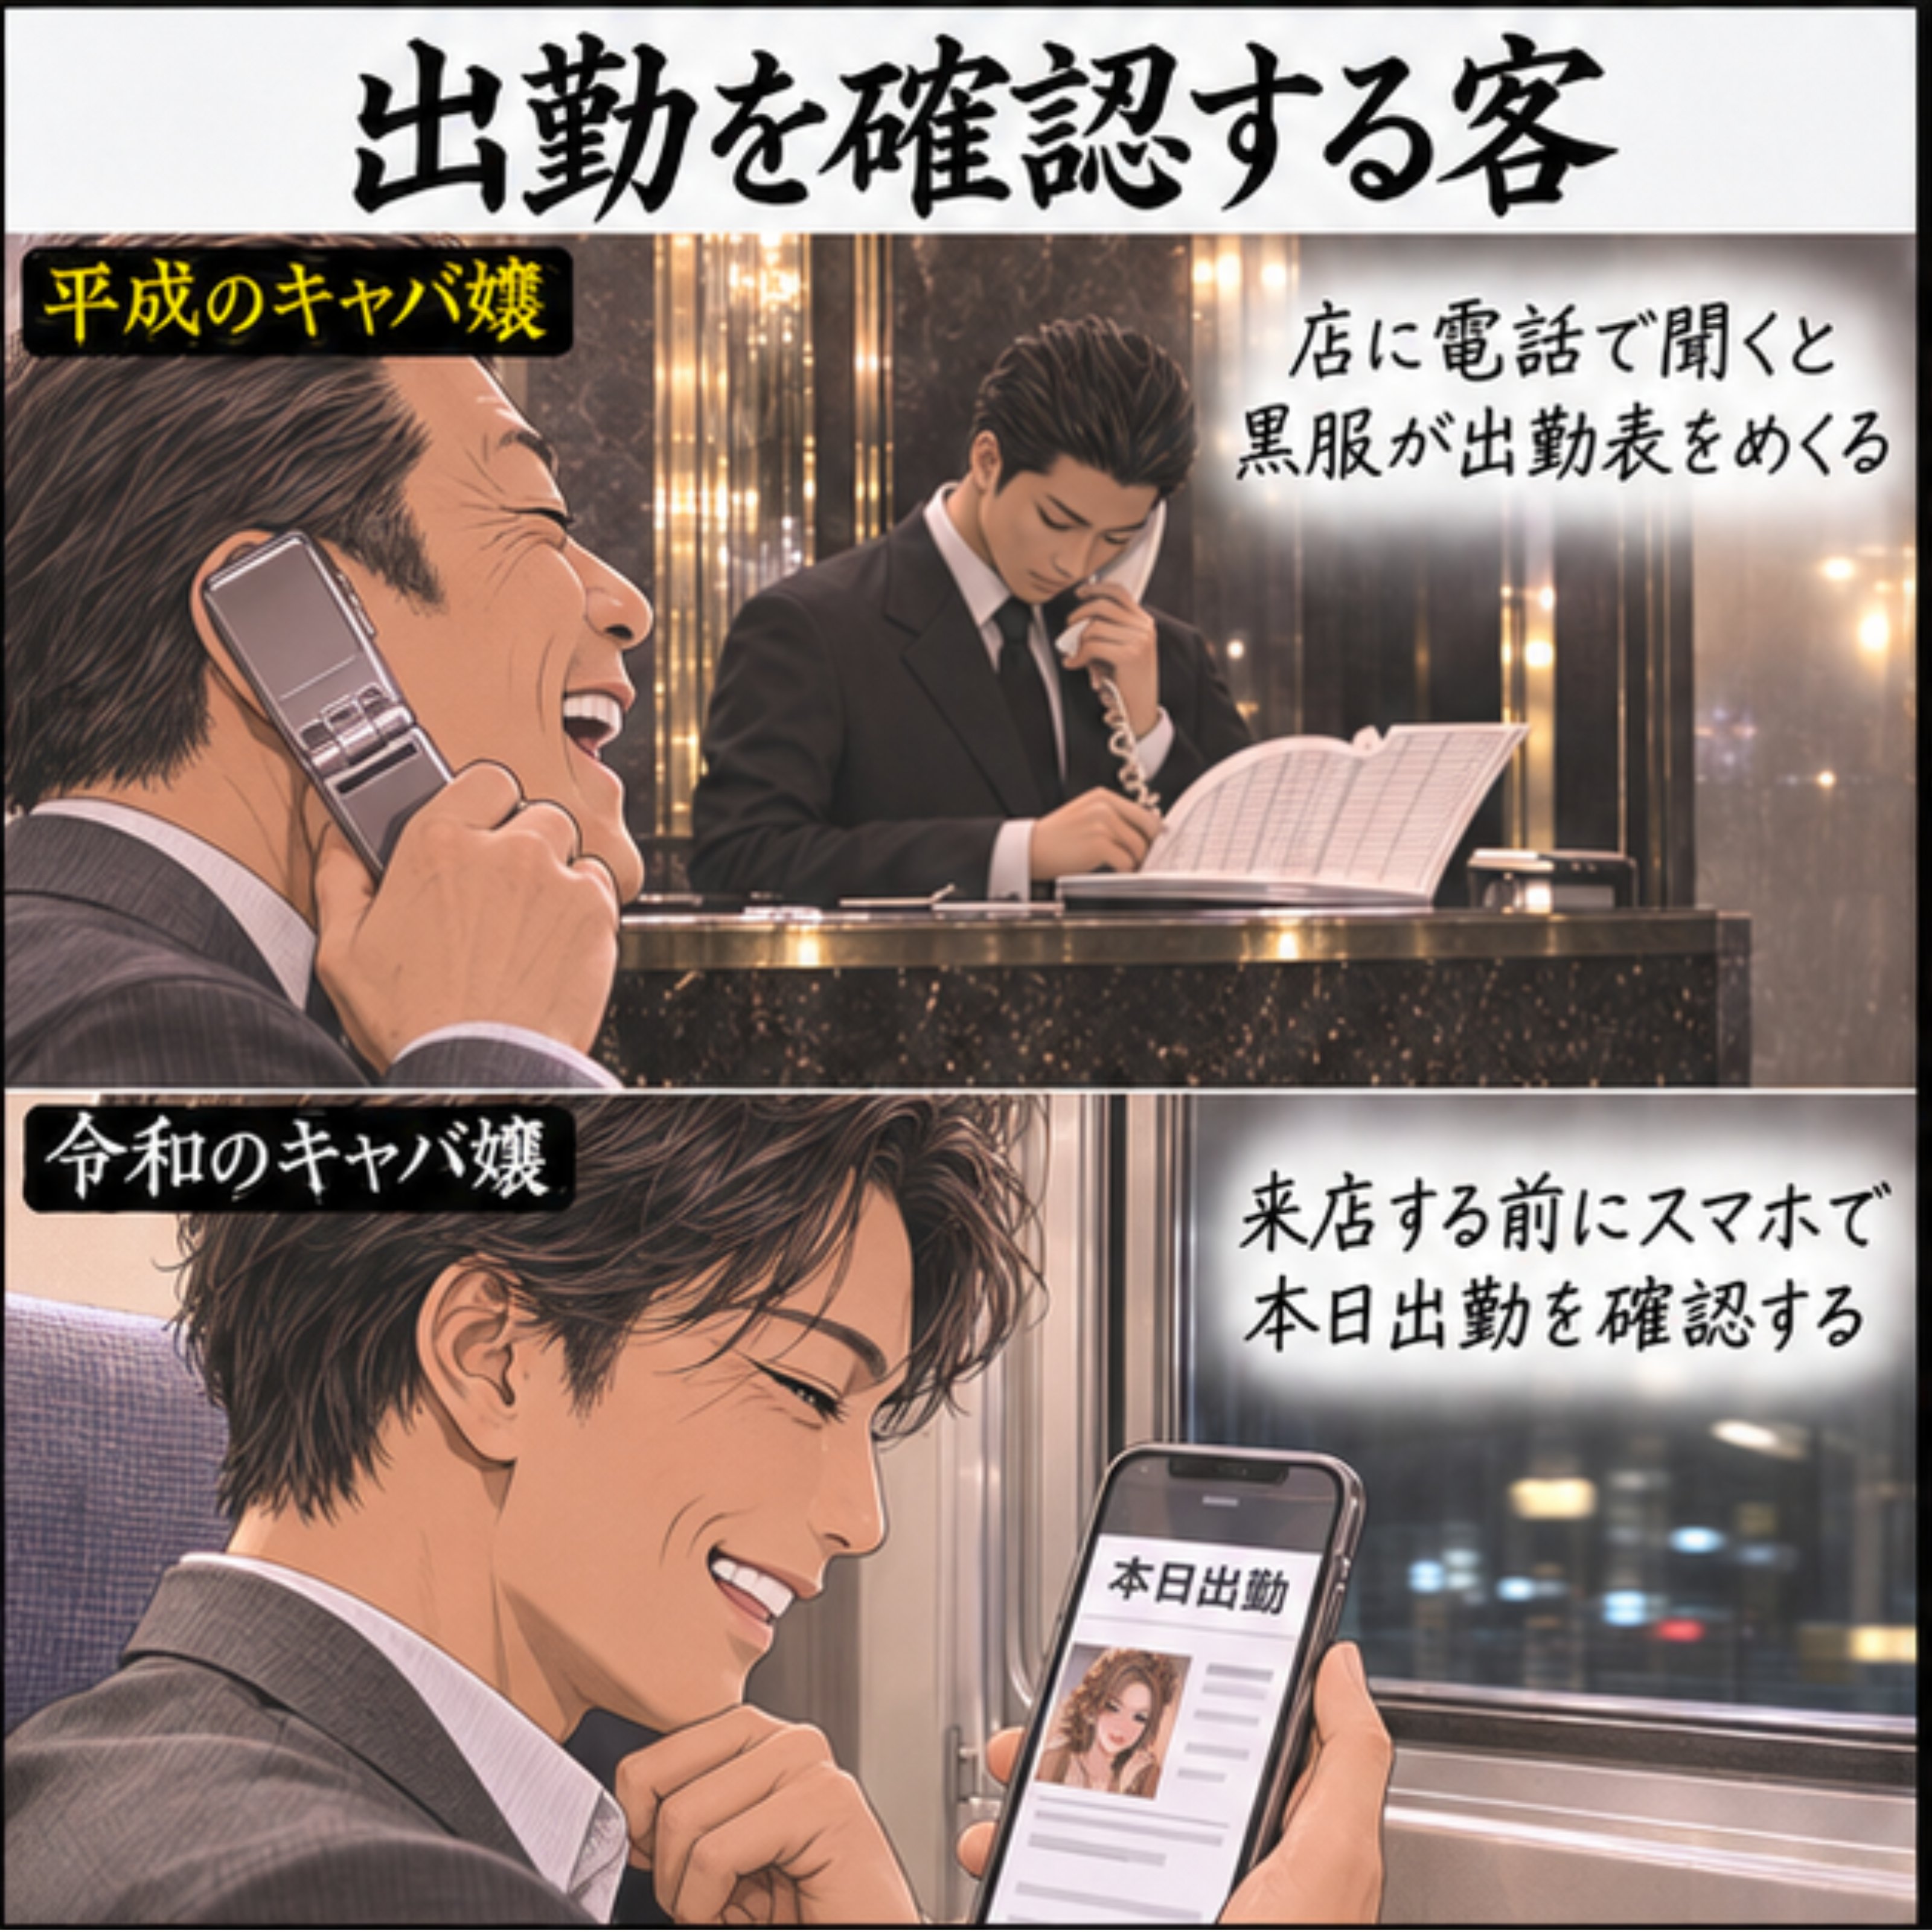 出勤を確認する客
平成のキャバ嬢
店に電話で聞くと
黒服が出勤表をめくる
令和のキャバ嬢
来店する前にスマホで
本日出勤を確認する
本日出勤